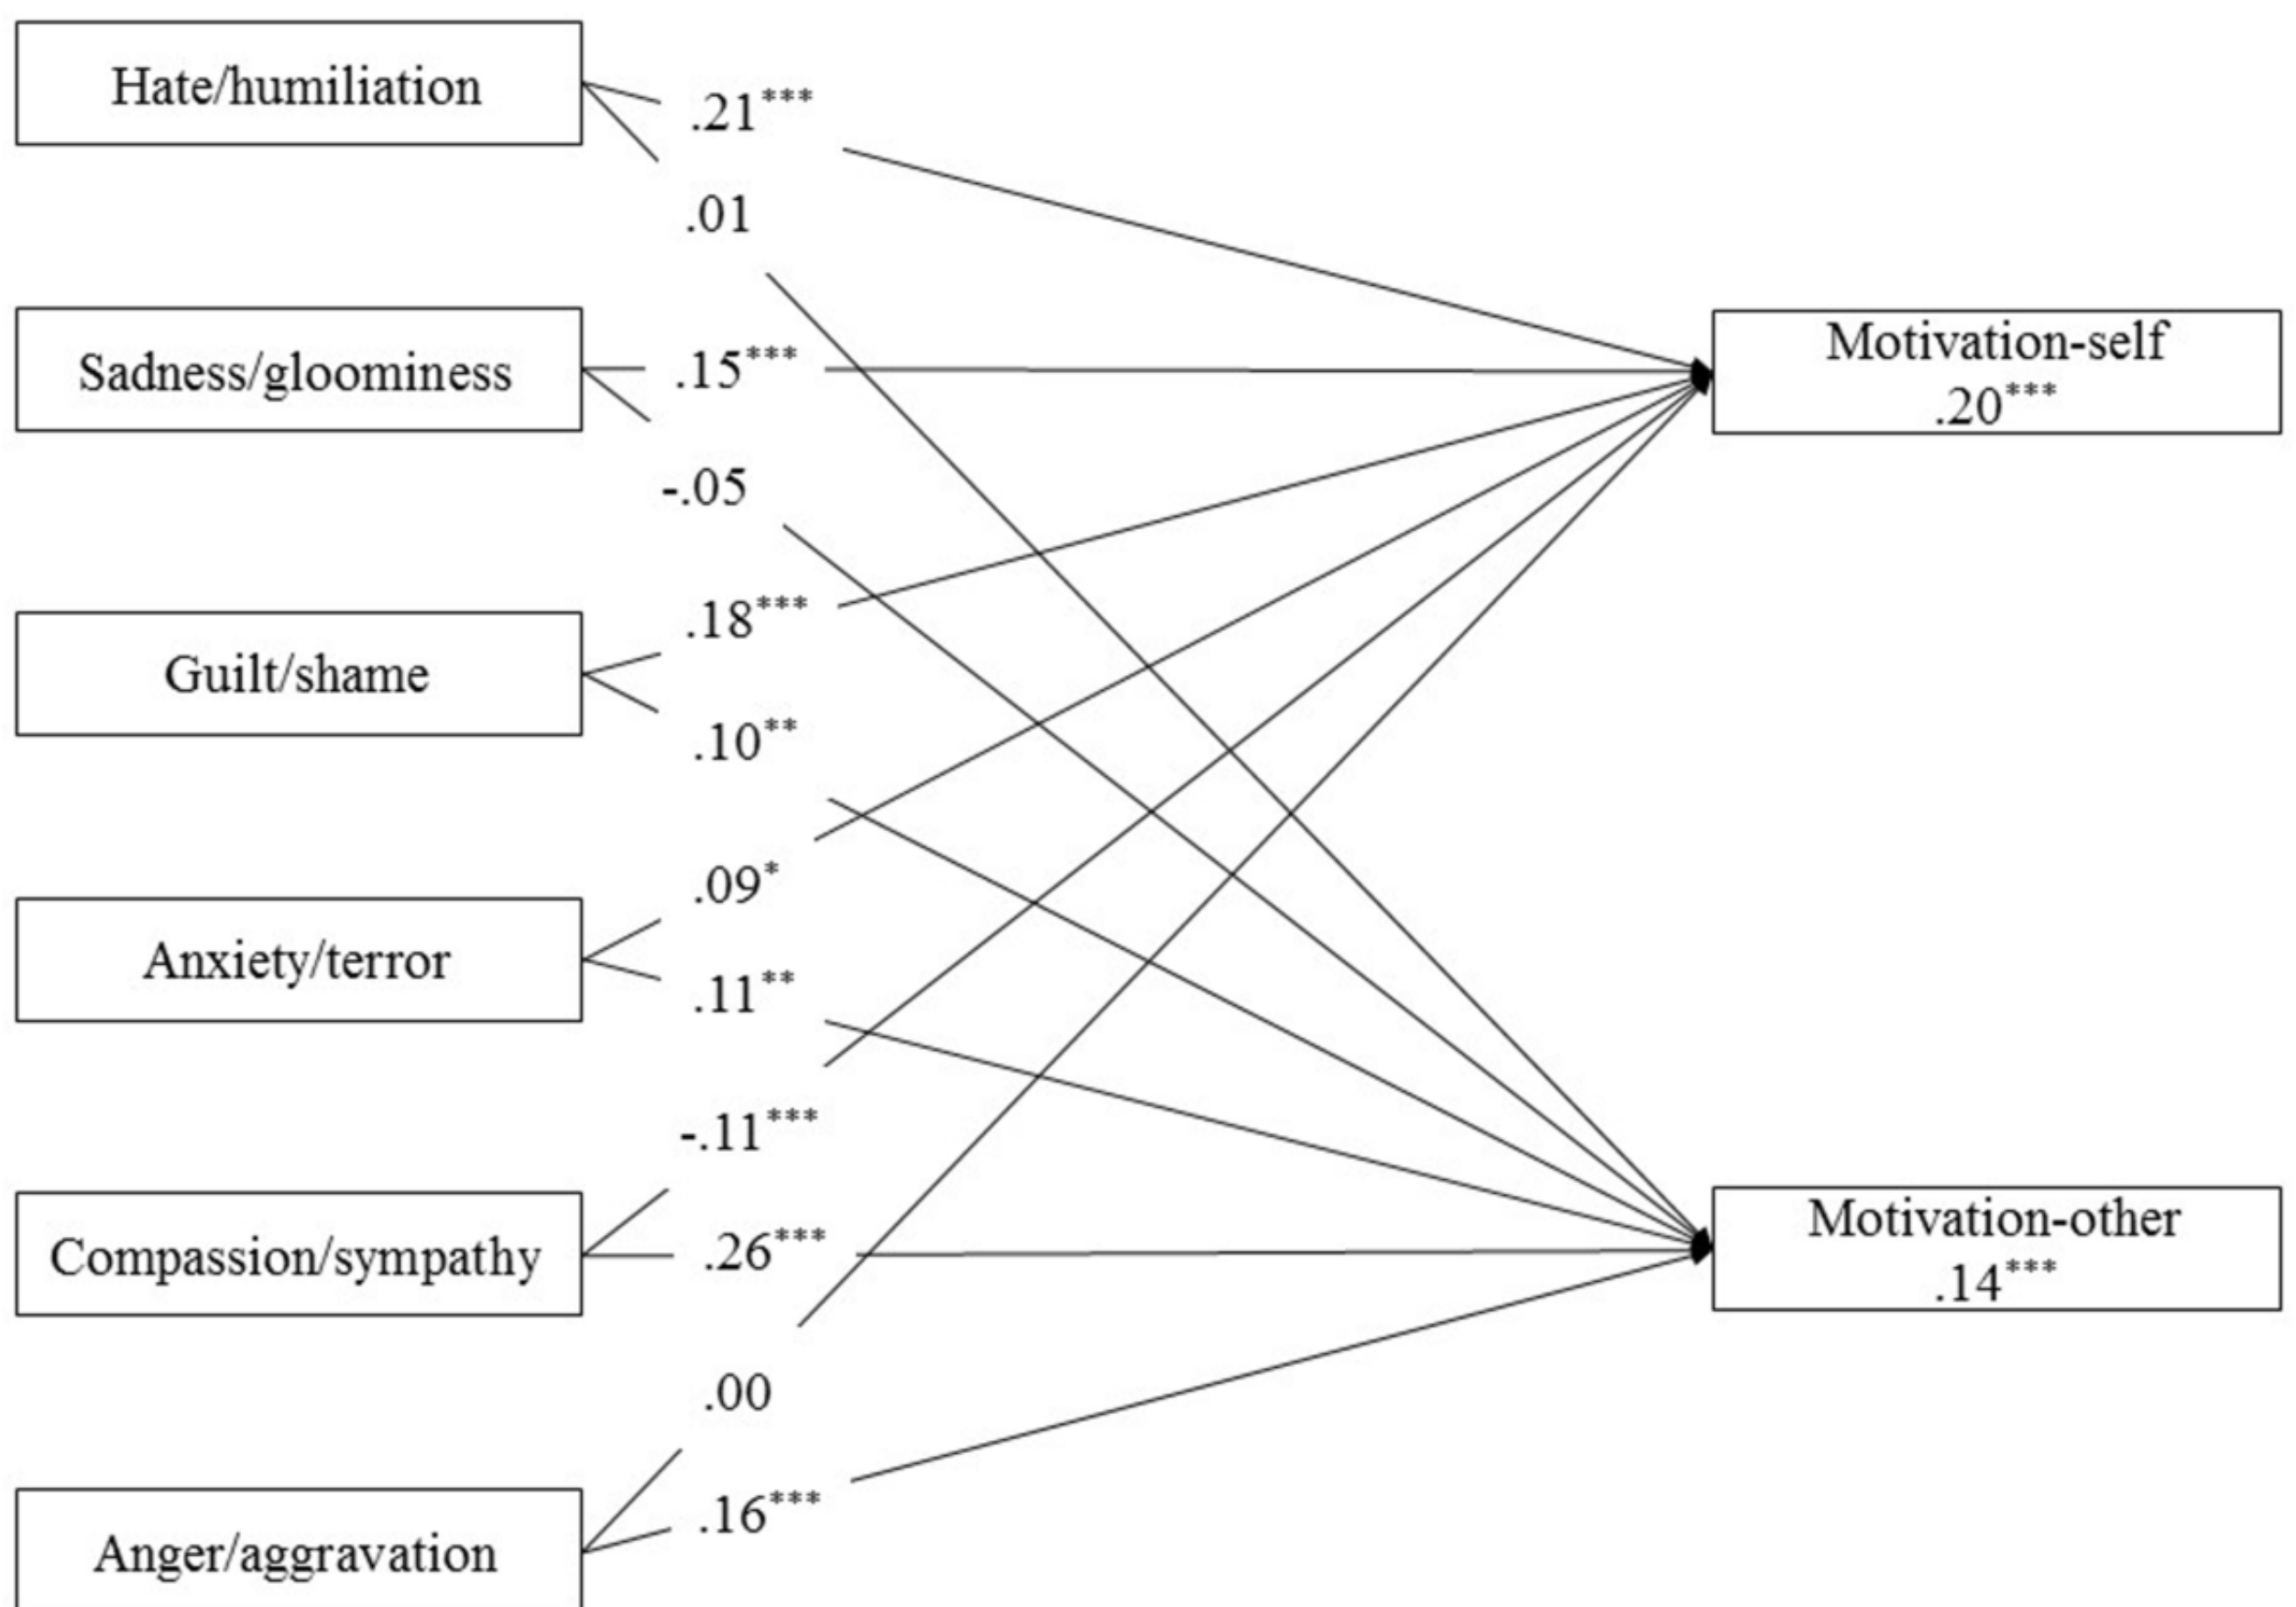 Hate/humiliation
.21***
.01
Sadness/gloominess
.15***
-.05
Guilt/shame
.18***
.10**
Anxiety/terror
.09*
.11**
Compassion/sympathy
-.11***
.26***
Anger/aggravation
.00
.16***
Motivation-self
.20***
Motivation-other
.14***